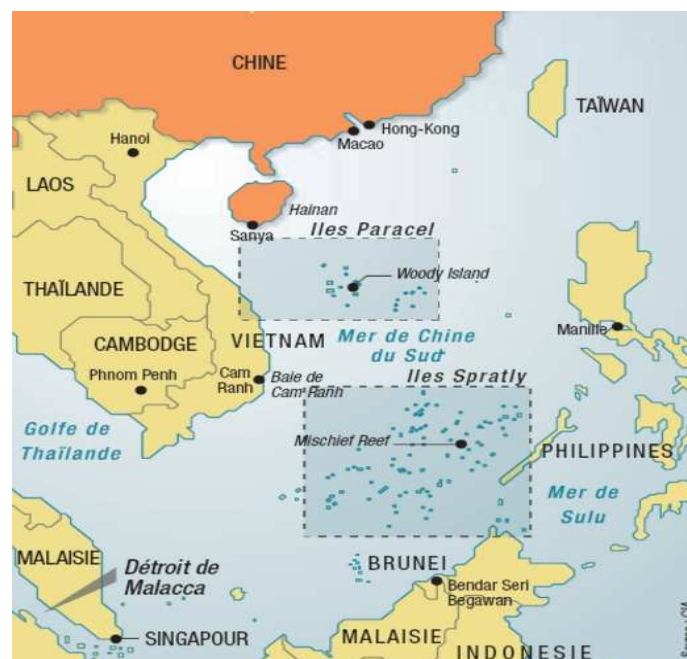 CHINE
TAÏWAN
Hong-Kong
Macao
Hanoi
LAOS
Hainan
Sanya
Iles Paracel
Woody Island
THAÏLANDE
Manille
VIETNAM
Mer de Chine
du Sud
CAMBODGE
Phnom Penh
Cam
Ranh
Baie de
Cam Ranh
Iles Spratly
Golfe de
Thaïlande
Mischief Reef
PHILIPPINES
Mer de
Sulu
MALAISIE
Détroit de
Malacca
BRUNEI
Bendar Seri
Begawan
SINGAPOUR
MALAISIE
INDONESIE